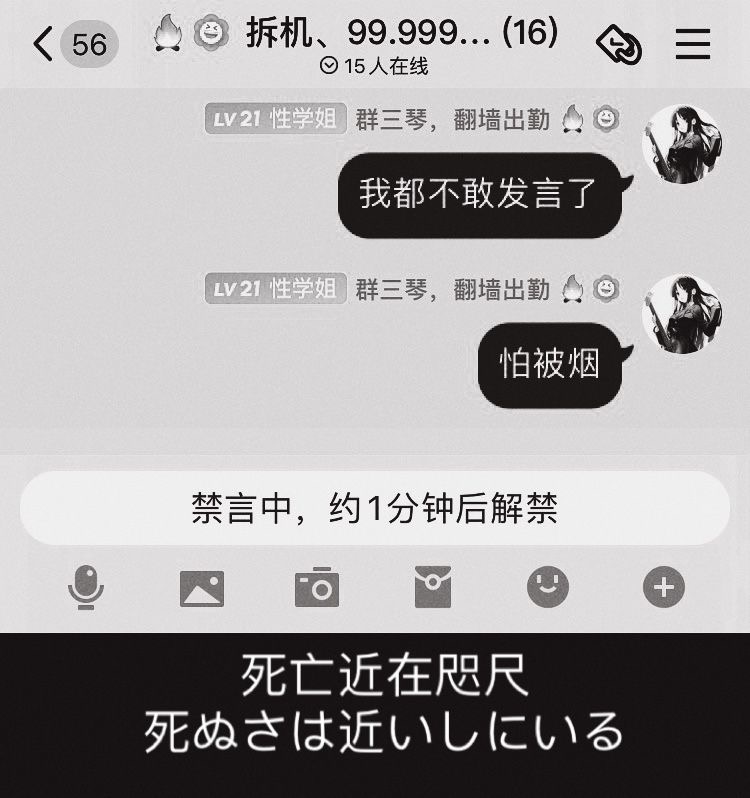 56
拆机、99.999... (16)
15人在线
LV 21 性学姐 群三琴，翻墙出勤
我都不敢发言了
LV 21 性学姐 群三琴，翻墙出勤
怕被烟
禁言中，约1分钟后解禁
死亡近在咫尺
死ぬさは近いしにいる